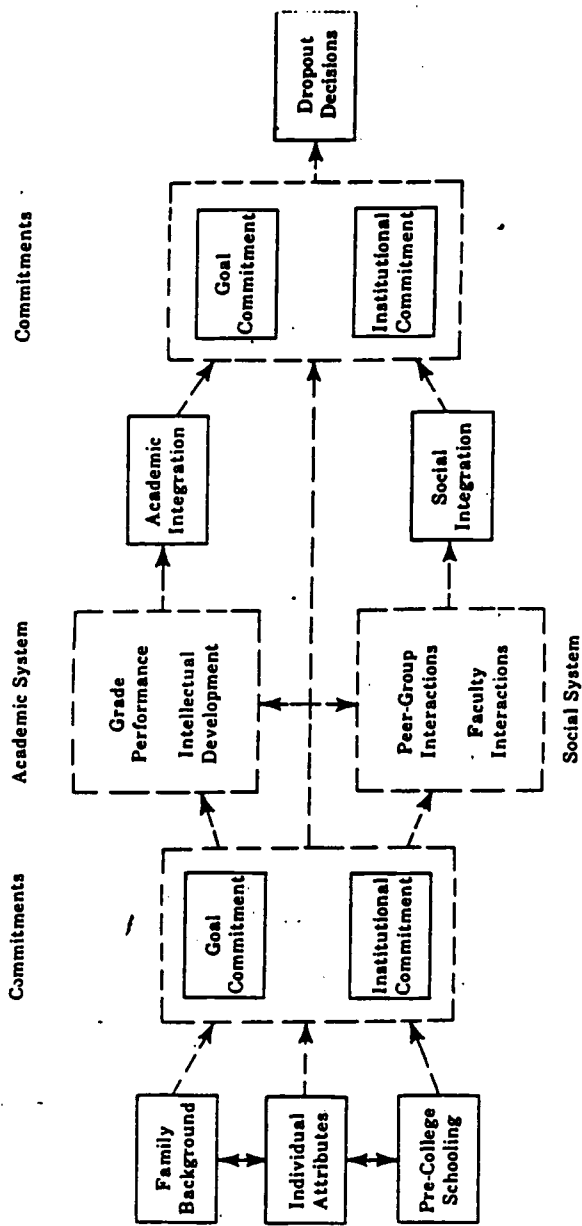 Commitments
Academic System
Commitments
Family
Background
Individual
Attributes
Pre-College
Schooling
Goal
Commitment
Institutional
Commitment
Grade
Performance
Intellectual
Development
Peer-Group
Interactions
Faculty
Interactions
Social System
Academic
Integration
Social
Integration
Goal
Commitment
Institutional
Commitment
Dropout
Decisions